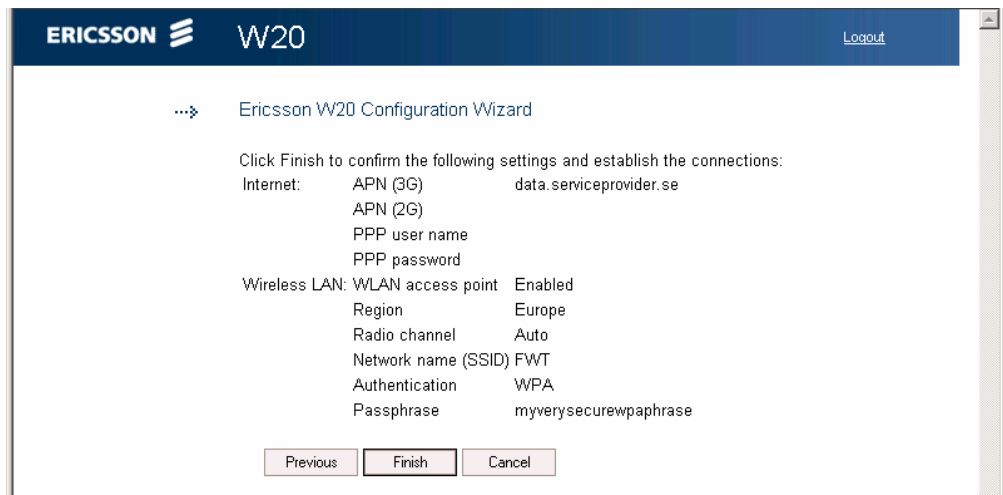 ERICSSON W20 Logout
Ericsson W20 Configuration Wizard
Click Finish to confirm the following settings and establish the connections:
Internet: APN (3G) data.serviceprovider.se
APN (2G)
PPP user name
PPP password
Wireless LAN: WLAN access point Enabled
Region Europe
Radio channel Auto
Network name (SSID) FWT
Authentication WPA
Passphrase myverysecurewpaphrase
Previous Finish Cancel